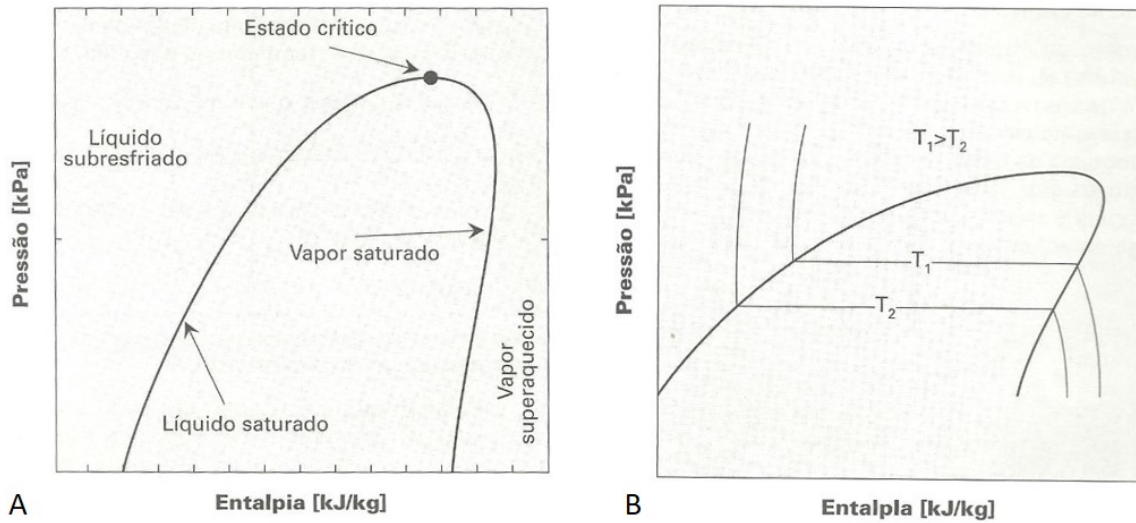 Estado crítico
Líquido
subresfriado
Pressão [kPa]
Vapor saturado
Vapor
superaquecido
Líquido saturado
A
Entalpia [kJ/kg]
T₁>T₂
Pressão [kPa]
T₁
T₂
B
Entalpla [kJ/kg]